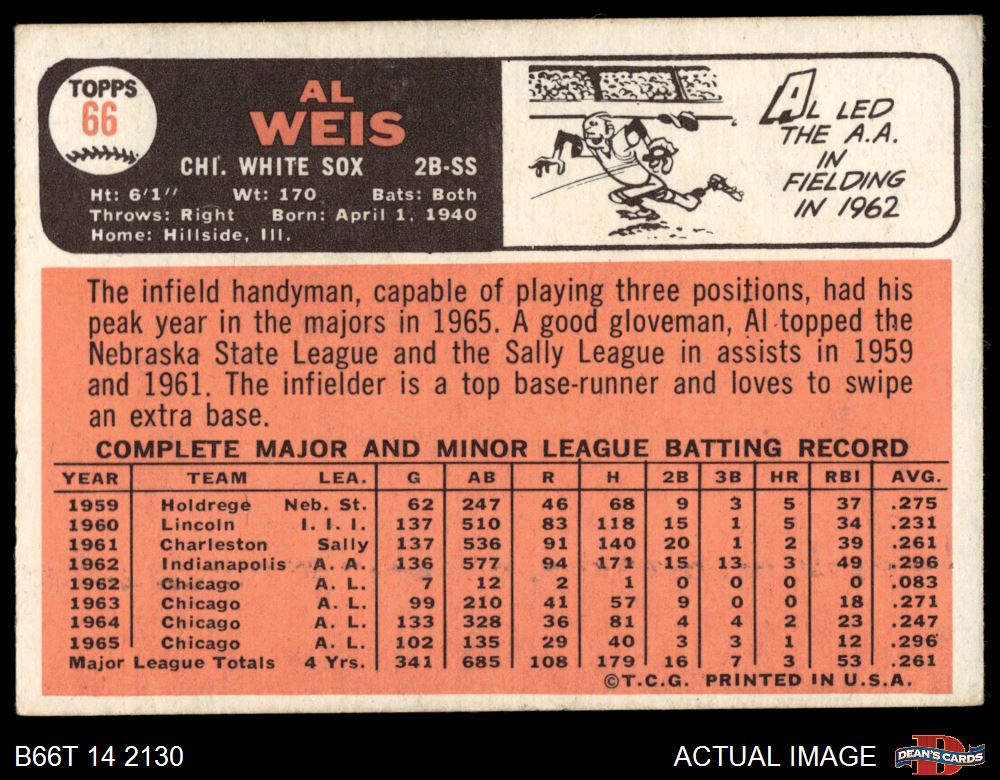 TOPPS
66
AL
WEIS
CHI. WHITE SOX 2B-SS
Ht: 6'1" Wt: 170 Bats: Both
Throws: Right Born: April 1, 1940
Home: Hillside, Ill.
AL LED
THE A.A.
IN
FIELDING
IN 1962
The infield handyman, capable of playing three positions, had his
peak year in the majors in 1965. A good gloveman, Al topped the
Nebraska State League and the Sally League in assists in 1959
and 1961. The infielder is a top base-runner and loves to swipe
an extra base.
COMPLETE MAJOR AND MINOR LEAGUE BATTING RECORD
YEAR TEAM LEA. G AB R H 2B 3B HR RBI AVG.
1959 Holdrege Neb. St. 62 247 46 68 9 3 5 37 .275
1960 Lincoln I. I. I. 137 510 83 118 15 1 5 34 .231
1961 Charleston Sally 137 536 91 140 20 1 2 39 .261
1962 Indianapolis A. A. 136 577 94 171 15 13 3 49 .296
1962 Chicago A. L. 7 12 2 1 0 0 0 0 .083
1963 Chicago A. L. 99 210 41 57 9 0 0 18 .271
1964 Chicago A. L. 133 328 36 81 4 4 2 23 .247
1965 Chicago A. L. 102 135 29 40 3 3 1 12 .296
Major League Totals 4 Yrs. 341 685 108 179 16 7 3 53 .261
©T.C.G. PRINTED IN U.S.A.
B66T 14 2130 ACTUAL IMAGE DEAN'S CARDS